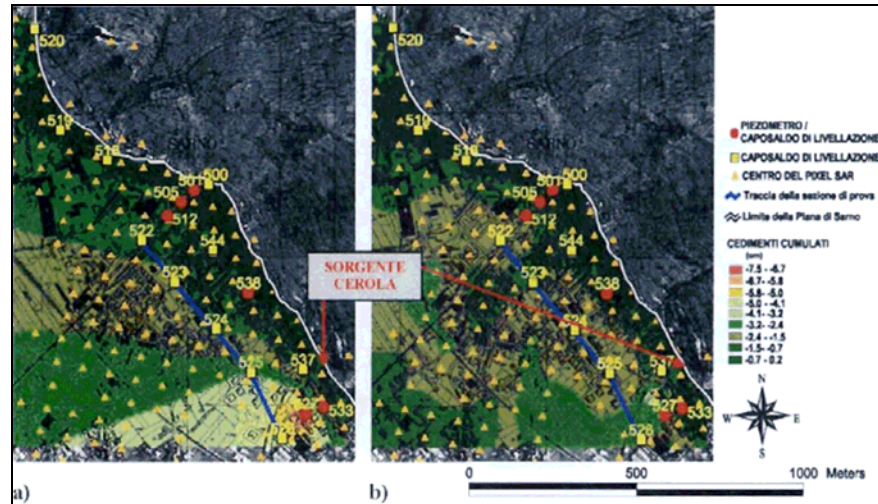 520
519
518
500
501
505
512
522
544
523
538
524
525
537
533
527
526
a)
SORGENTE
CEROLA
520
519
518
500
501
505
512
522
544
523
538
524
525
533
527
526
b)
PIEZOMETRO /
CAPOSALDO DI LIVELLAZIONE
CAPOSALDO DI LIVELLAZIONE
CENTRO DEL PIXEL SAR
Traccia della sezione di prova
Limite della Plana di Sarno
CEDIMENTI CUMULATI
(cm)
-7.5 - -6.7
-6.7 - -5.8
-5.8 - -5.0
-5.0 - -4.1
-4.1 - -3.2
-3.2 - -2.4
-2.4 - -1.5
-1.5 - -0.7
-0.7 - 0.2
N
W E
S
0 500 1000 Meters